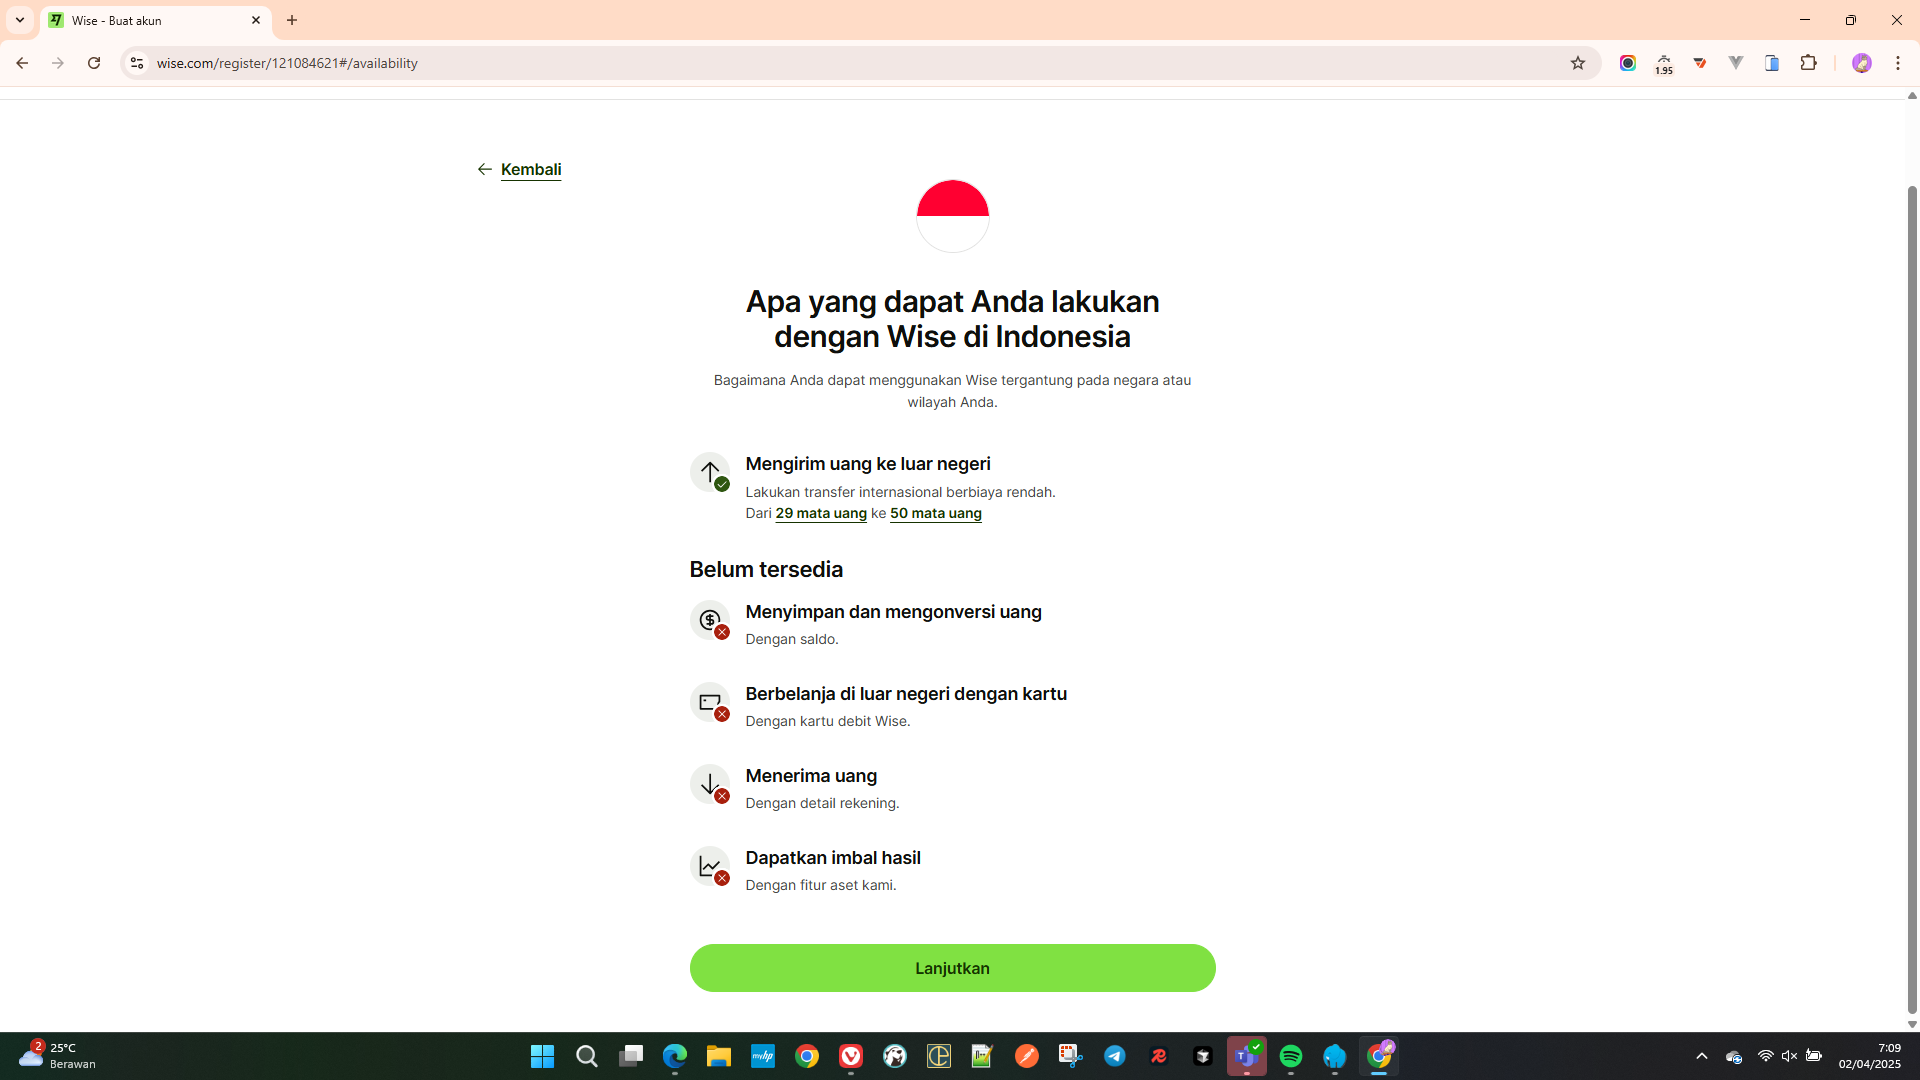 Wise - Buat akun
wise.com/register/121084621#/availability
1.95
Kembali
Apa yang dapat Anda lakukan
dengan Wise di Indonesia
Bagaimana Anda dapat menggunakan Wise tergantung pada negara atau
wilayah Anda.
Mengirim uang ke luar negeri
Lakukan transfer internasional berbiaya rendah.
Dari 29 mata uang ke 50 mata uang
Belum tersedia
Menyimpan dan mengonversi uang
Dengan saldo.
Berbelanja di luar negeri dengan kartu
Dengan kartu debit Wise.
Menerima uang
Dengan detail rekening.
Dapatkan imbal hasil
Dengan fitur aset kami.
Lanjutkan
2
25°C
Berawan
myhp
7:09
02/04/2025